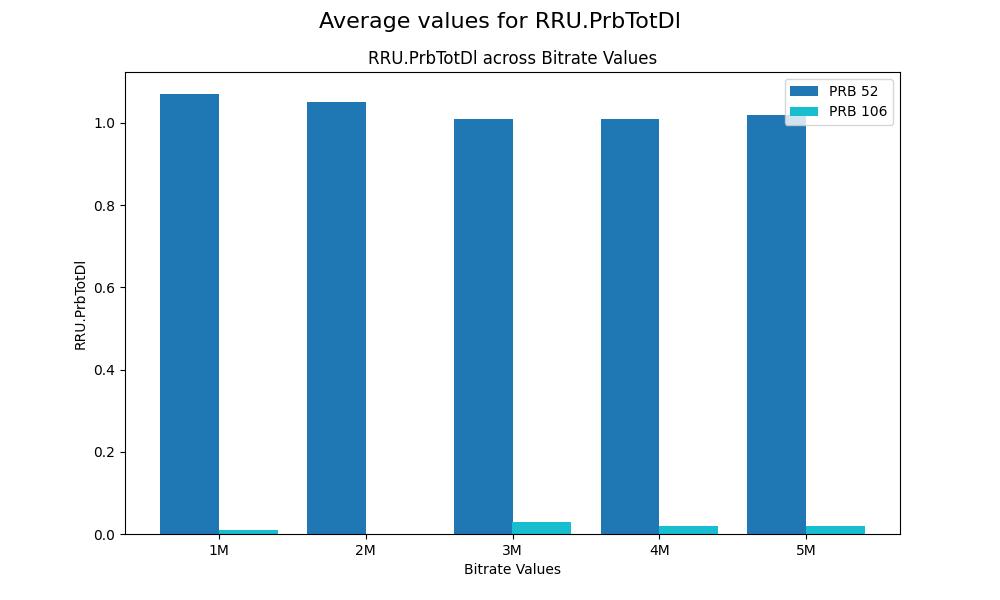 Average values for RRU.PrbTotDl
RRU.PrbTotDl across Bitrate Values
PRB 52
PRB 106
1.0
0.8
0.6
0.4
0.2
0.0
RRU.PrbTotDl
1M 2M 3M 4M 5M
Bitrate Values